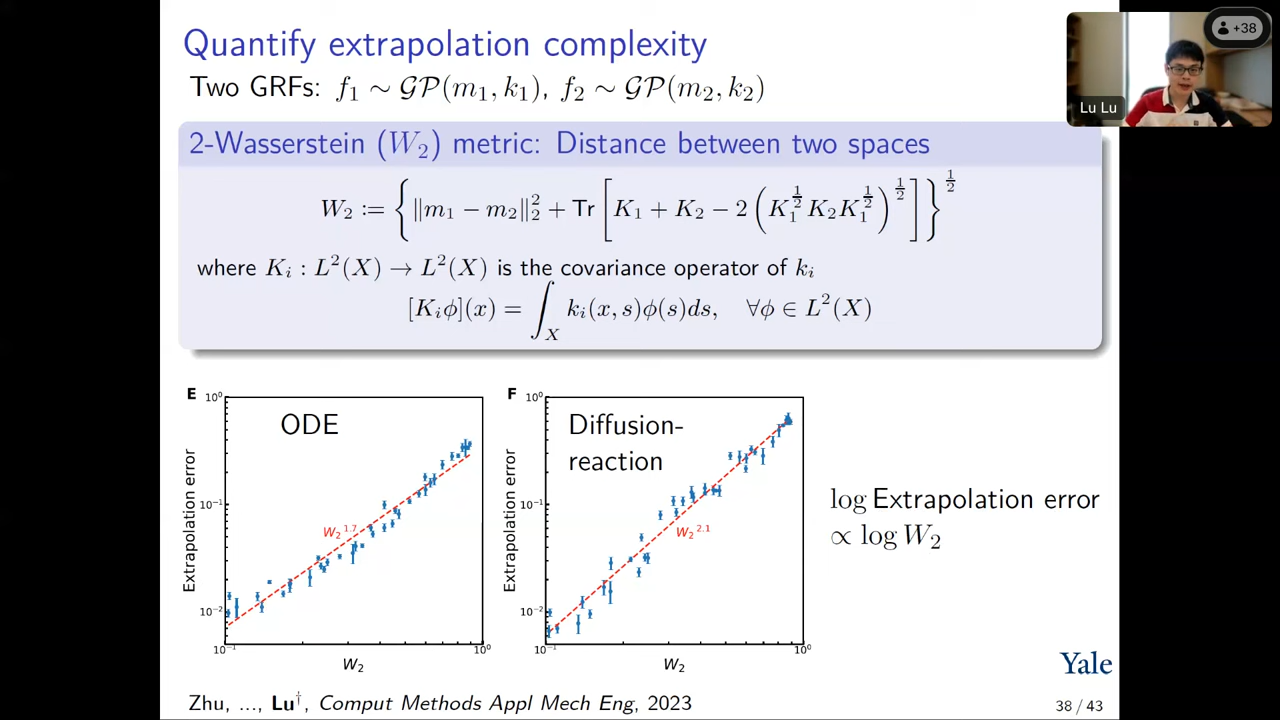 Quantify extrapolation complexity
Two GRFs: f₁ ∼ 𝒢𝒫(m₁, k₁), f₂ ∼ 𝒢𝒫(m₂, k₂)
+38
Lu Lu
2-Wasserstein (W₂) metric: Distance between two spaces
W₂ := { ‖m₁ − m₂‖₂² + Tr [ K₁ + K₂ − 2 ( K₁^{1/2} K₂ K₁^{1/2} )^{1/2} ] }^{1/2}
where Kᵢ : L²(X) → L²(X) is the covariance operator of kᵢ
[Kᵢϕ](x) = ∫_X kᵢ(x, s)ϕ(s)ds, ∀ϕ ∈ L²(X)
E
ODE
Extrapolation error
10⁰
10⁻¹
10⁻²
W₂^{1.7}
10⁻¹
10⁰
W₂
F
Diffusion-
reaction
Extrapolation error
10⁰
10⁻¹
10⁻²
W₂^{2.1}
10⁻¹
10⁰
W₂
log Extrapolation error
∝ log W₂
Yale
Zhu, ..., Lu†, Comput Methods Appl Mech Eng, 2023
38 / 43